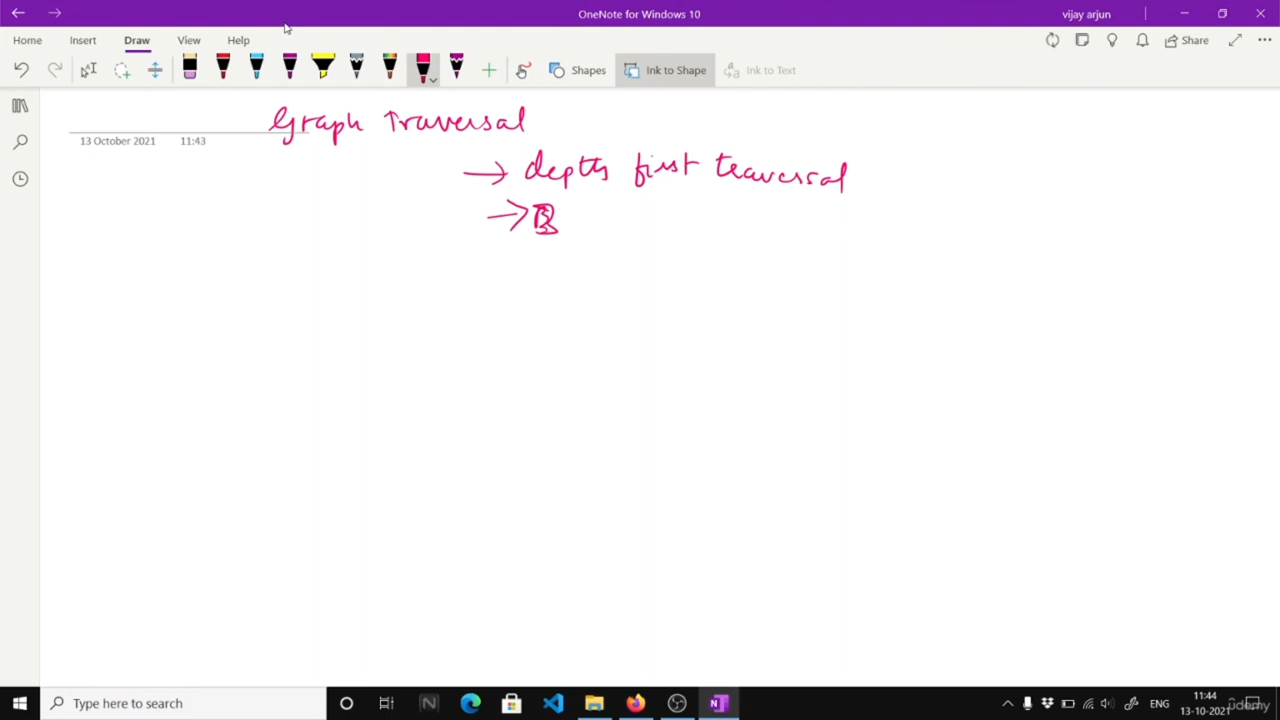 OneNote for Windows 10
vijay arjun
Home Insert Draw View Help
Share
Shapes
Ink to Shape
Ink to Text
Graph Traversal
13 October 2021 11:43
→ depth first traversal
→ B
Type here to search
ENG
11:44
13-10-2021
udemy